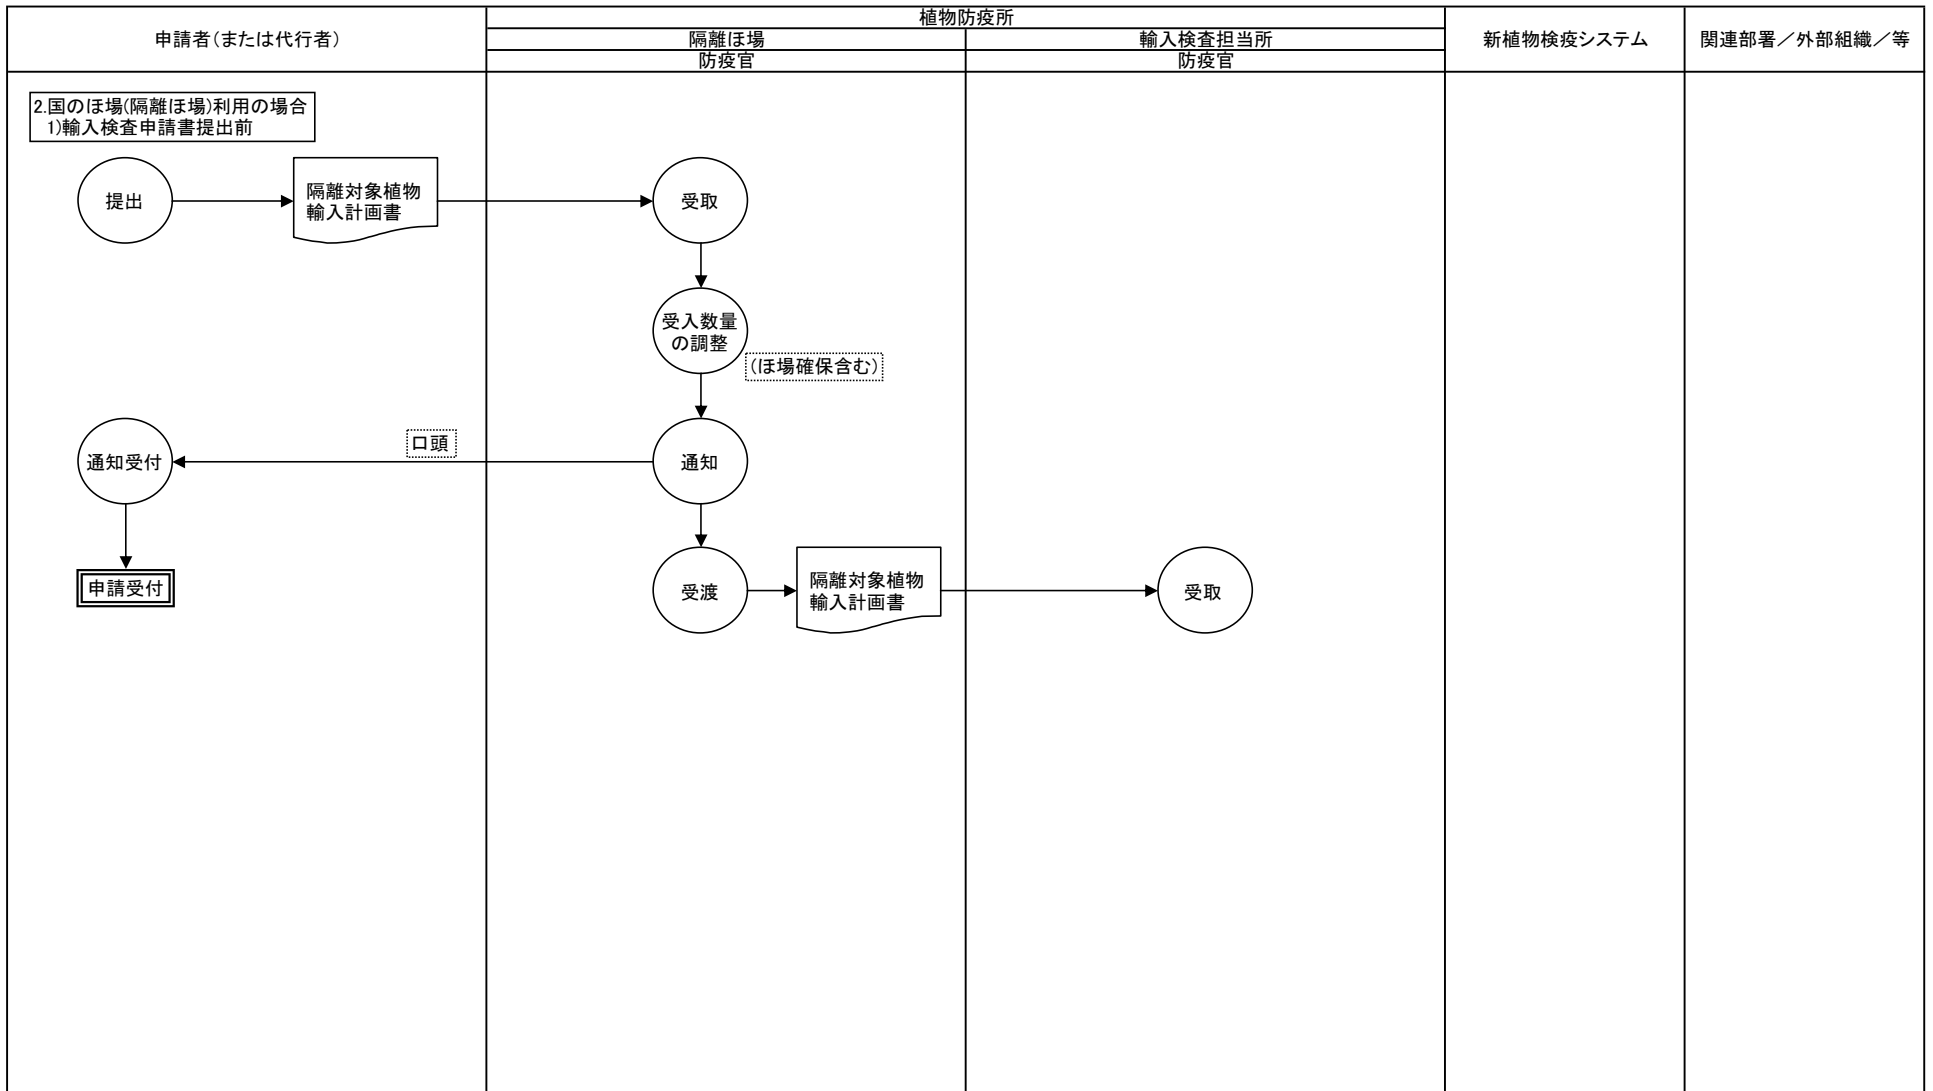 植物防疫所
申請者（または代行者）
隔離ほ場
輸入検査担当所
新植物検疫システム
関連部署／外部組織／等
防疫官
防疫官
2.国のほ場(隔離ほ場)利用の場合
1)輸入検査申請書提出前
提出
隔離対象植物
輸入計画書
受取
受入数量
の調整
(ほ場確保含む)
口頭
通知受付
通知
申請受付
受渡
隔離対象植物
輸入計画書
受取